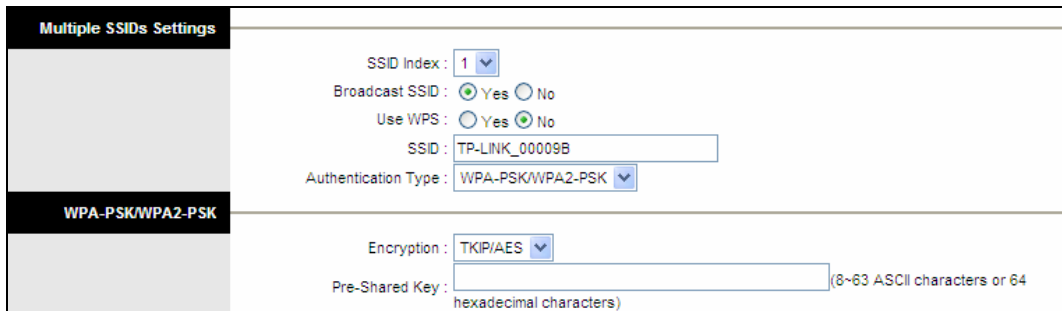 Multiple SSIDs Settings
SSID Index : 1
Broadcast SSID : Yes No
Use WPS : Yes No
SSID : TP-LINK_00009B
Authentication Type : WPA-PSK/WPA2-PSK
WPA-PSK/WPA2-PSK
Encryption : TKIP/AES
Pre-Shared Key : (8~63 ASCII characters or 64
hexadecimal characters)